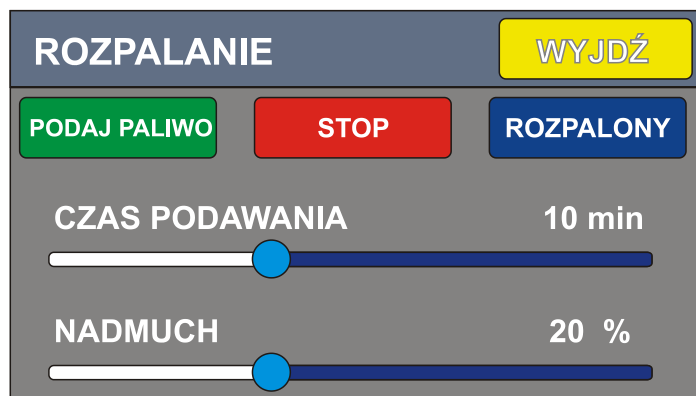 ROZPALANIE WYJDŹ
PODAJ PALIWO STOP ROZPALONY
CZAS PODAWANIA 10 min
NADMUCH 20 %